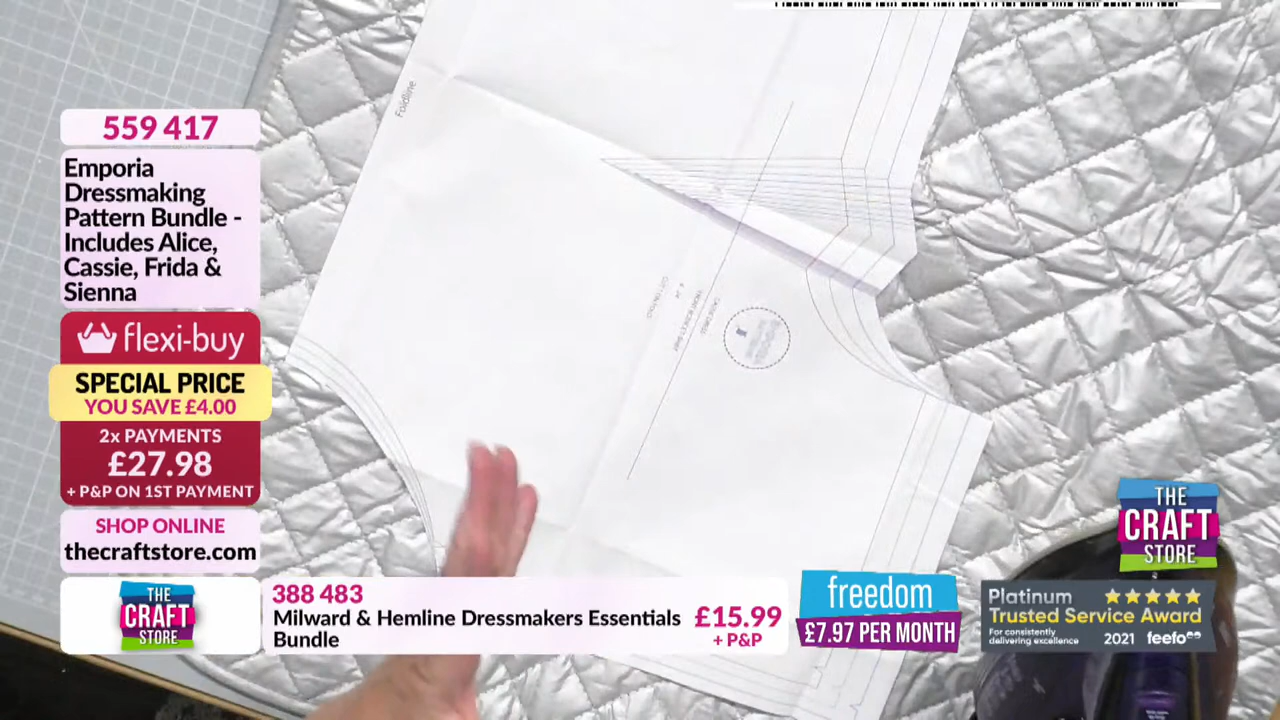 559 417
Emporia
Dressmaking
Pattern Bundle -
Includes Alice,
Cassie, Frida &
Sienna
flexi-buy
SPECIAL PRICE
YOU SAVE £4.00
2x PAYMENTS
£27.98
+ P&P ON 1ST PAYMENT
SHOP ONLINE
thecraftstore.com
Foldline
THE
CRAFT
STORE
388 483
Milward & Hemline Dressmakers Essentials
Bundle
£15.99
+ P&P
freedom
£7.97 PER MONTH
THE
CRAFT
STORE
Platinum
Trusted Service Award
For consistently
delivering excellence
2021 feefo